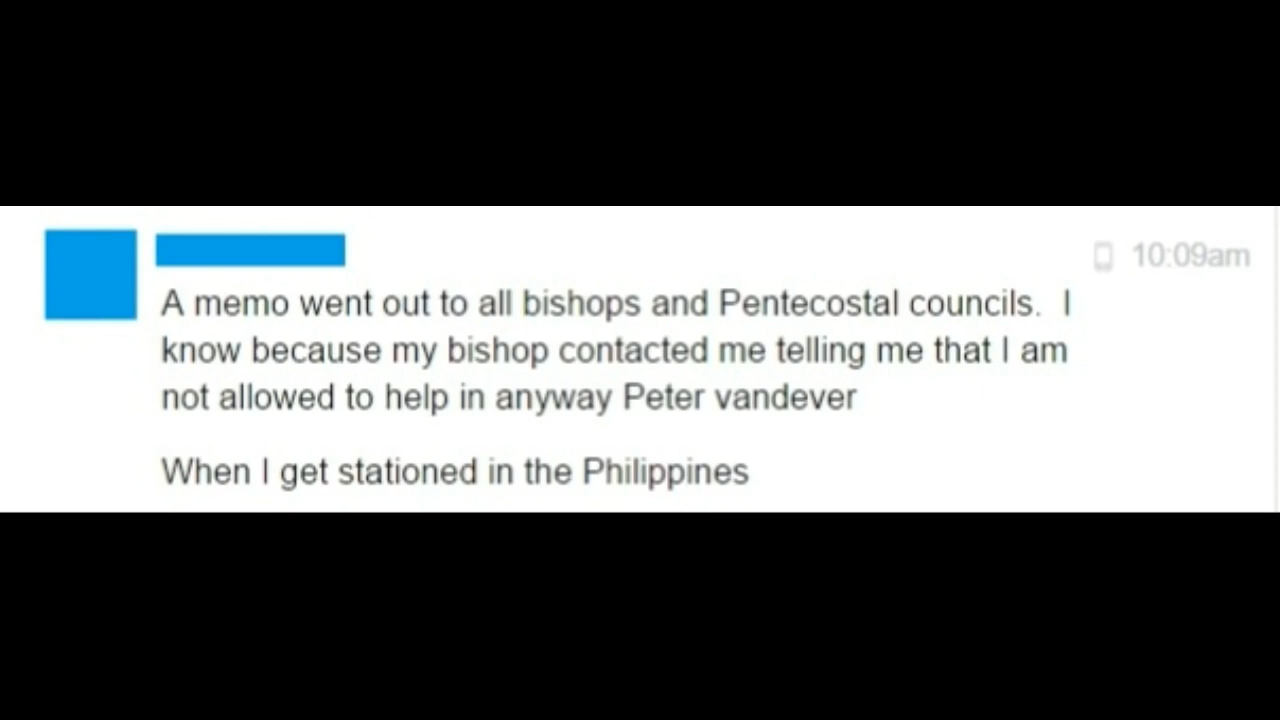 10:09am
A memo went out to all bishops and Pentecostal councils.  I
know because my bishop contacted me telling me that I am
not allowed to help in anyway Peter vandever
When I get stationed in the Philippines